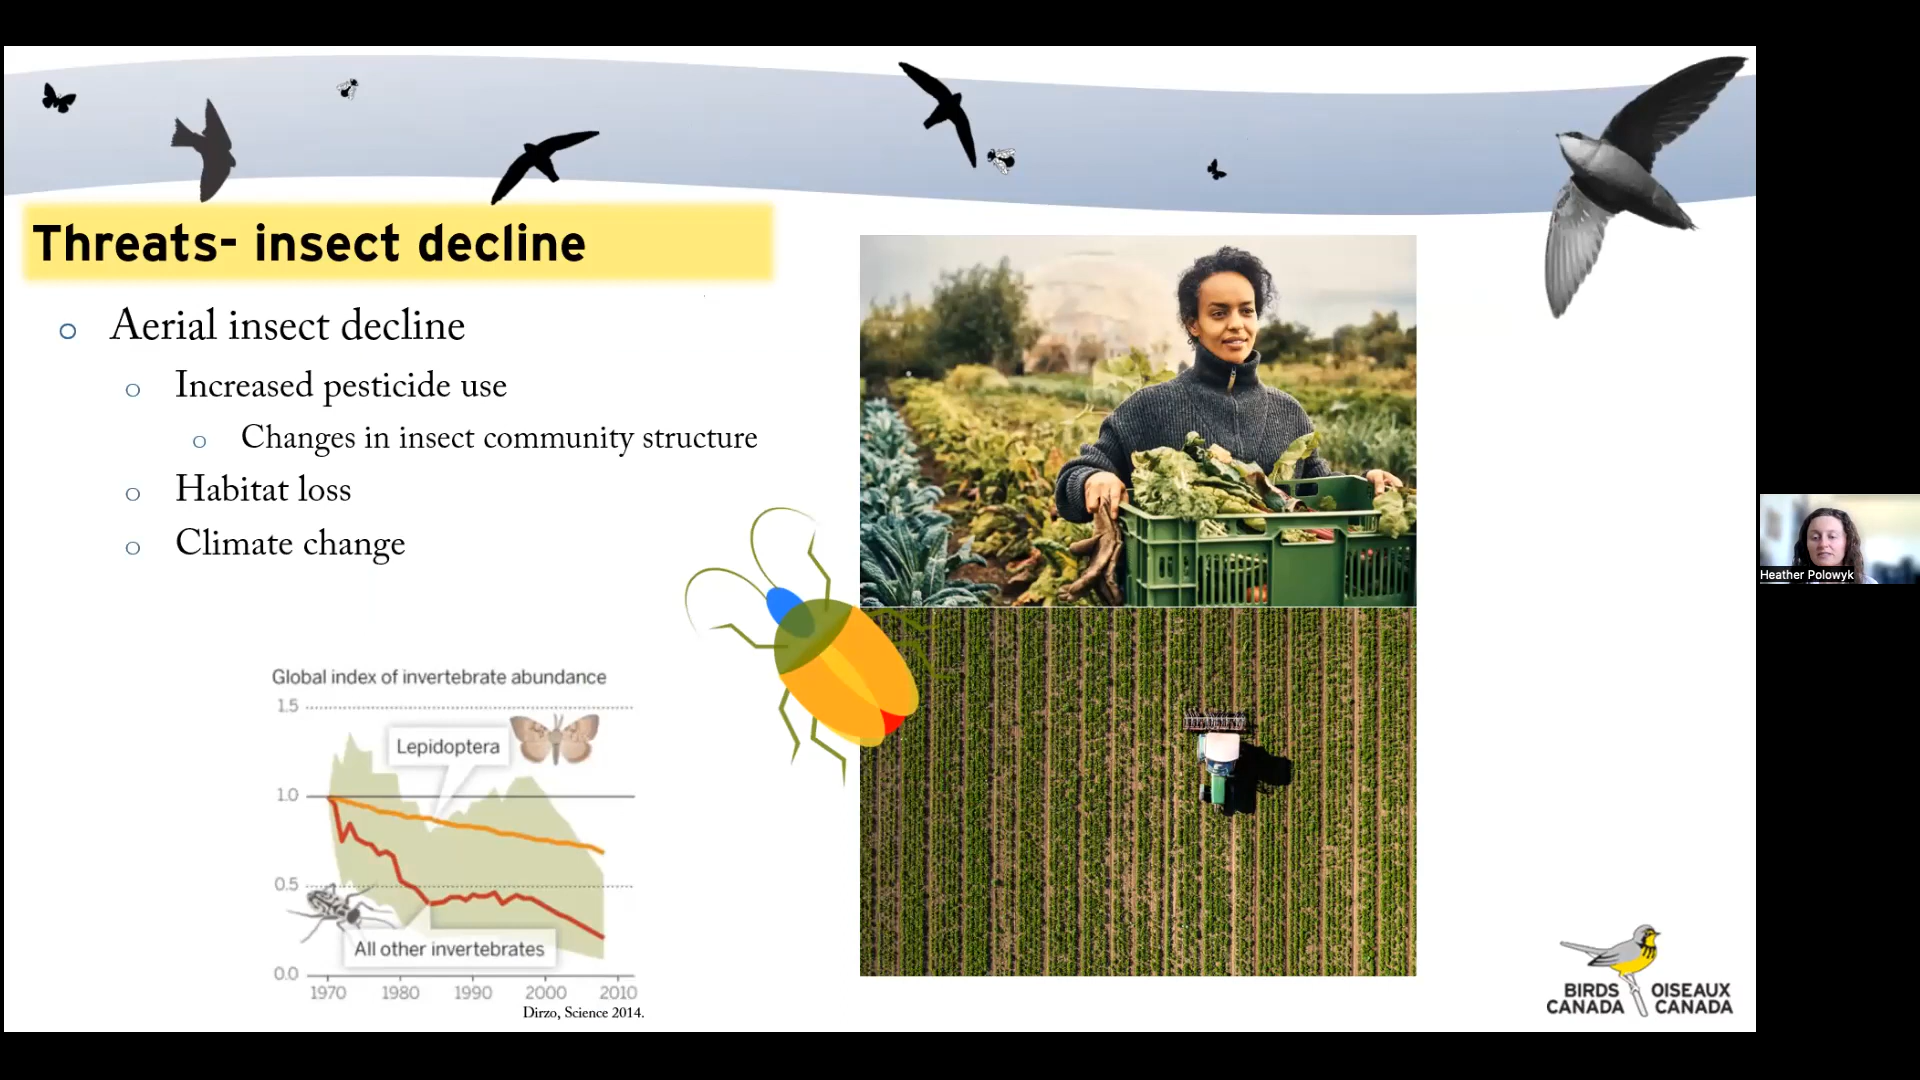 Threats- insect decline
Aerial insect decline
Increased pesticide use
Changes in insect community structure
Habitat loss
Climate change
Global index of invertebrate abundance
1.5
Lepidoptera
1.0
0.5
All other invertebrates
0.0
1970 1980 1990 2000 2010
Dirzo, Science 2014.
Heather Polowyk
BIRDS OISEAUX
CANADA CANADA